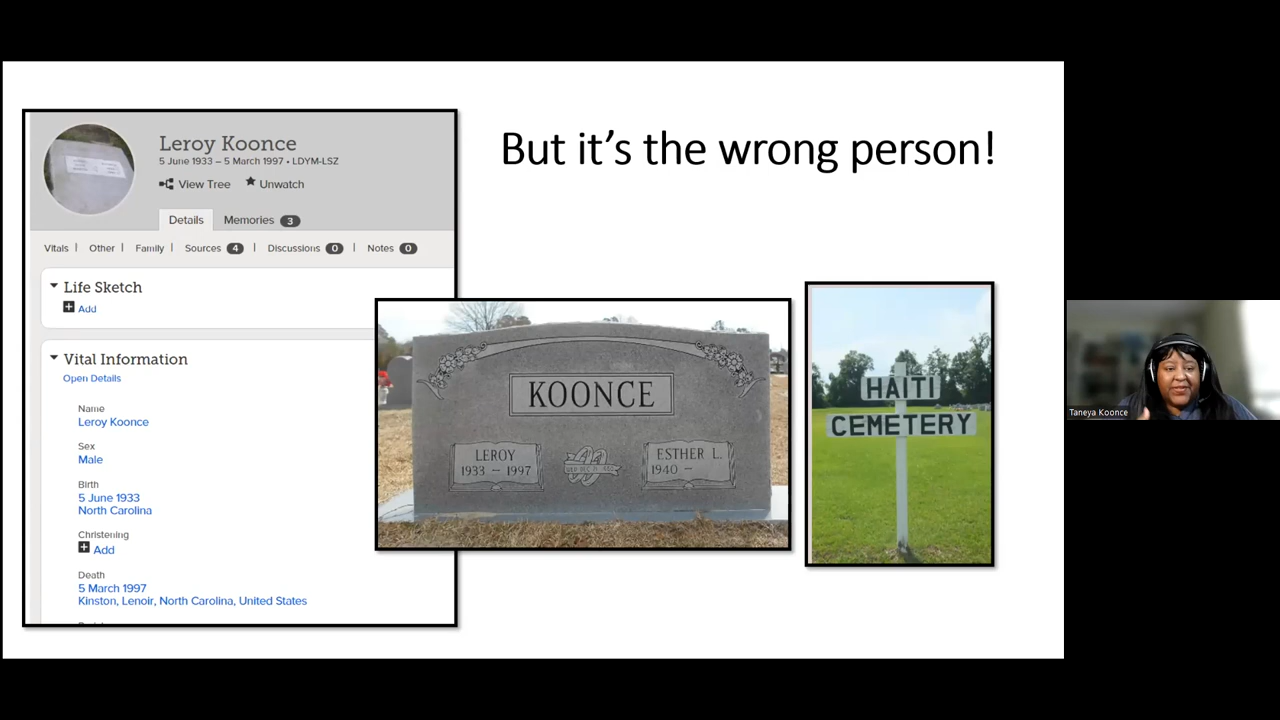 But it's the wrong person!
Leroy Koonce
5 June 1933 – 5 March 1997 • LDYM-LSZ
View Tree Unwatch
Details Memories 3
Vitals Other Family Sources 4 Discussions 0 Notes 0
Life Sketch
Add
Vital Information
Open Details
Name
Leroy Koonce
Sex
Male
Birth
5 June 1933
North Carolina
Christening
Add
Death
5 March 1997
Kinston, Lenoir, North Carolina, United States
KOONCE
LEROY
1933 – 1997
ESTHER L.
1940 –
HAITI
CEMETERY
Taneya Koonce